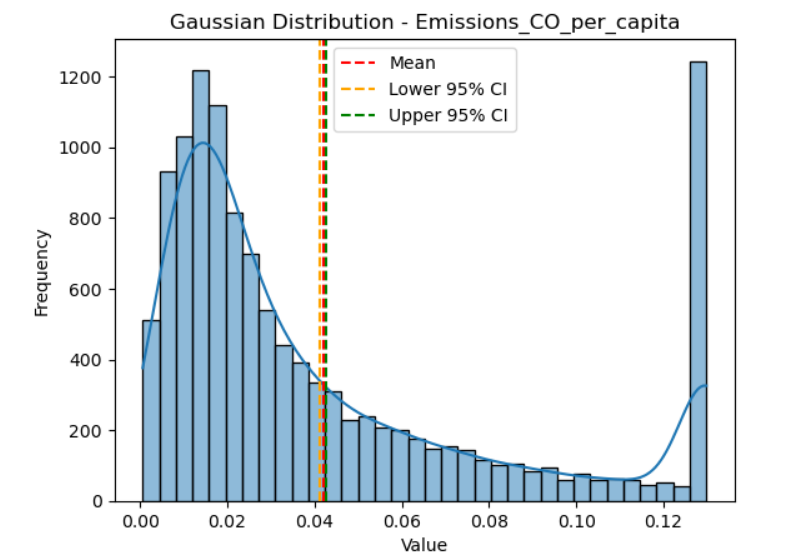 Gaussian Distribution - Emissions_CO_per_capita
Mean
Lower 95% CI
Upper 95% CI
Frequency
1200
1000
800
600
400
200
0
0.00 0.02 0.04 0.06 0.08 0.10 0.12
Value